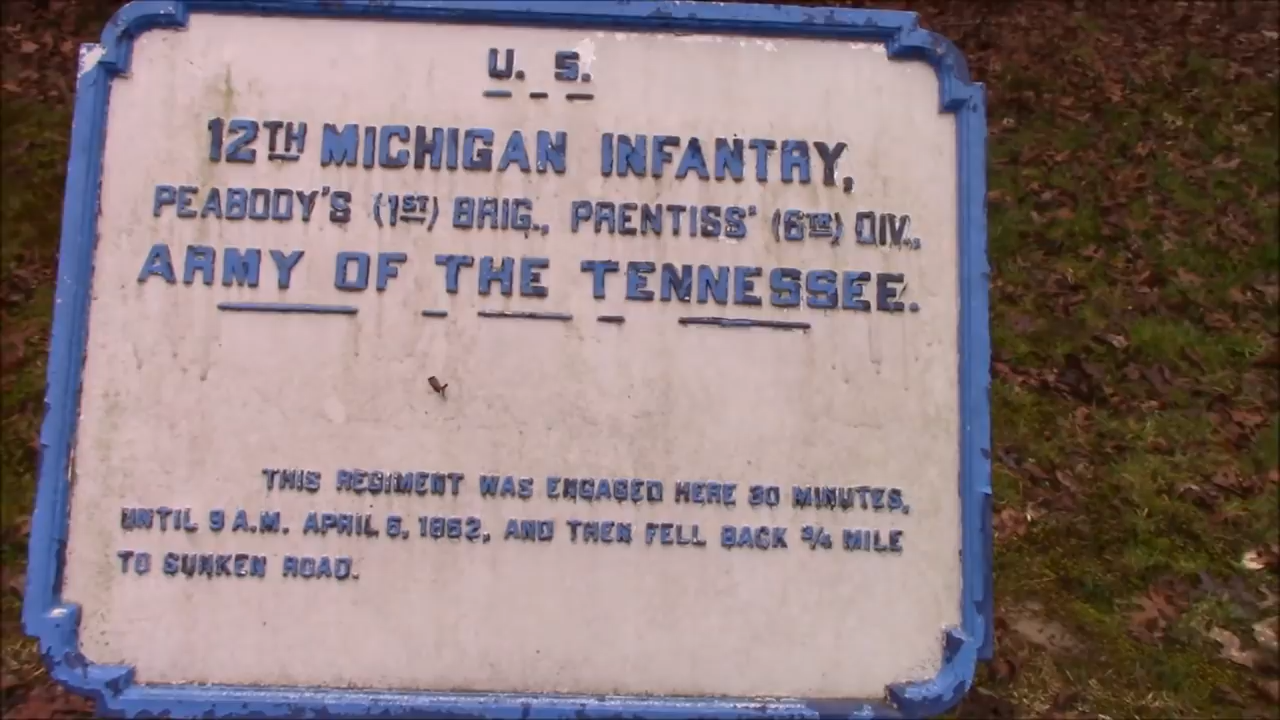 U. S.
12TH MICHIGAN INFANTRY,
PEABODY'S (1ST) BRIG., PRENTISS' (6TH) DIV.,
ARMY OF THE TENNESSEE.
THIS REGIMENT WAS ENGAGED HERE 30 MINUTES,
UNTIL 9 A.M. APRIL 6, 1862, AND THEN FELL BACK ¾ MILE
TO SUNKEN ROAD.